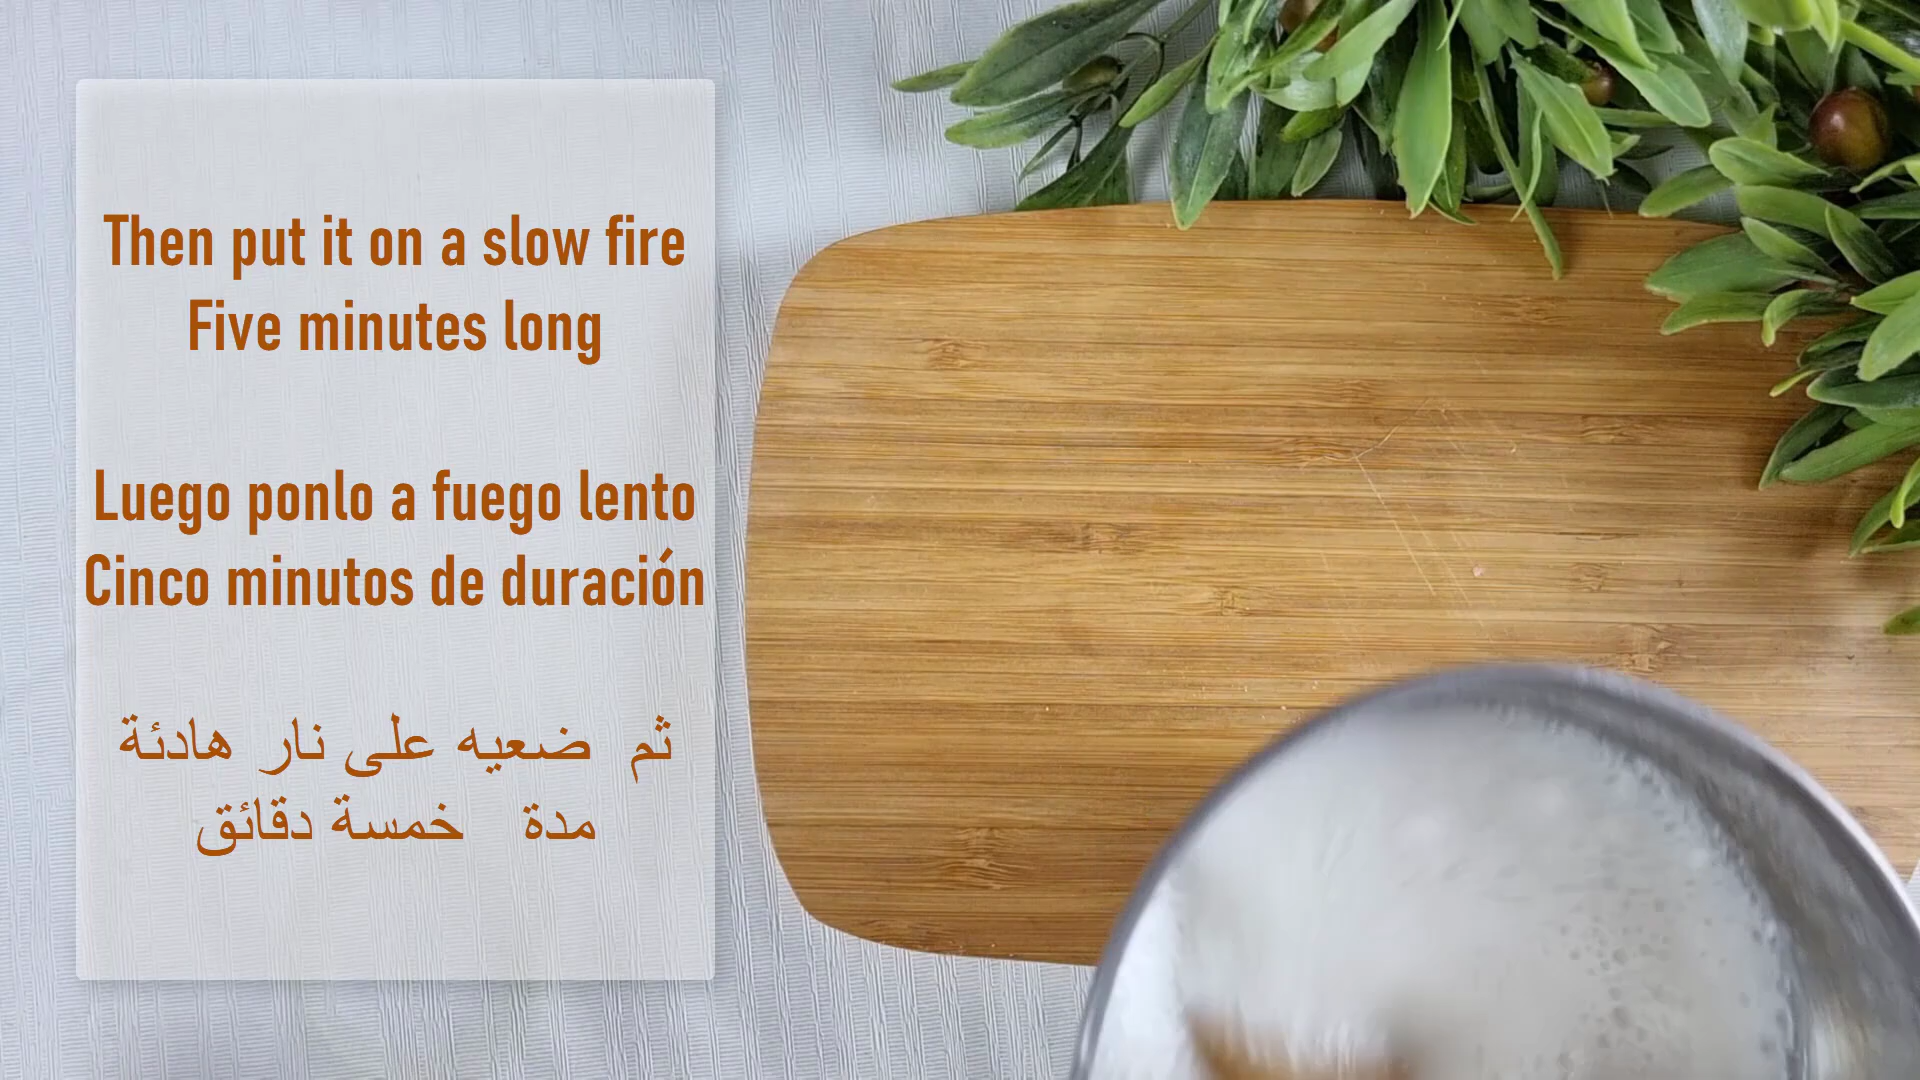 Then put it on a slow fire
Five minutes long
Luego ponlo a fuego lento
Cinco minutos de duración
ثم ضعيه على نار هادئة
مدة خمسة دقائق